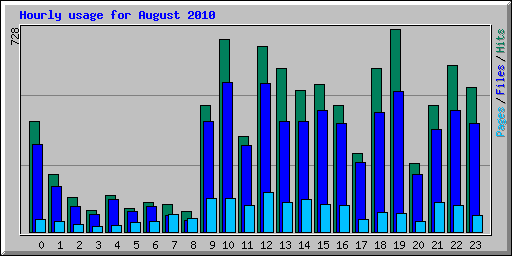 Hourly usage for August 2010
728
Pages/Files/Hits
0 1 2 3 4 5 6 7 8 9 10 11 12 13 14 15 16 17 18 19 20 21 22 23